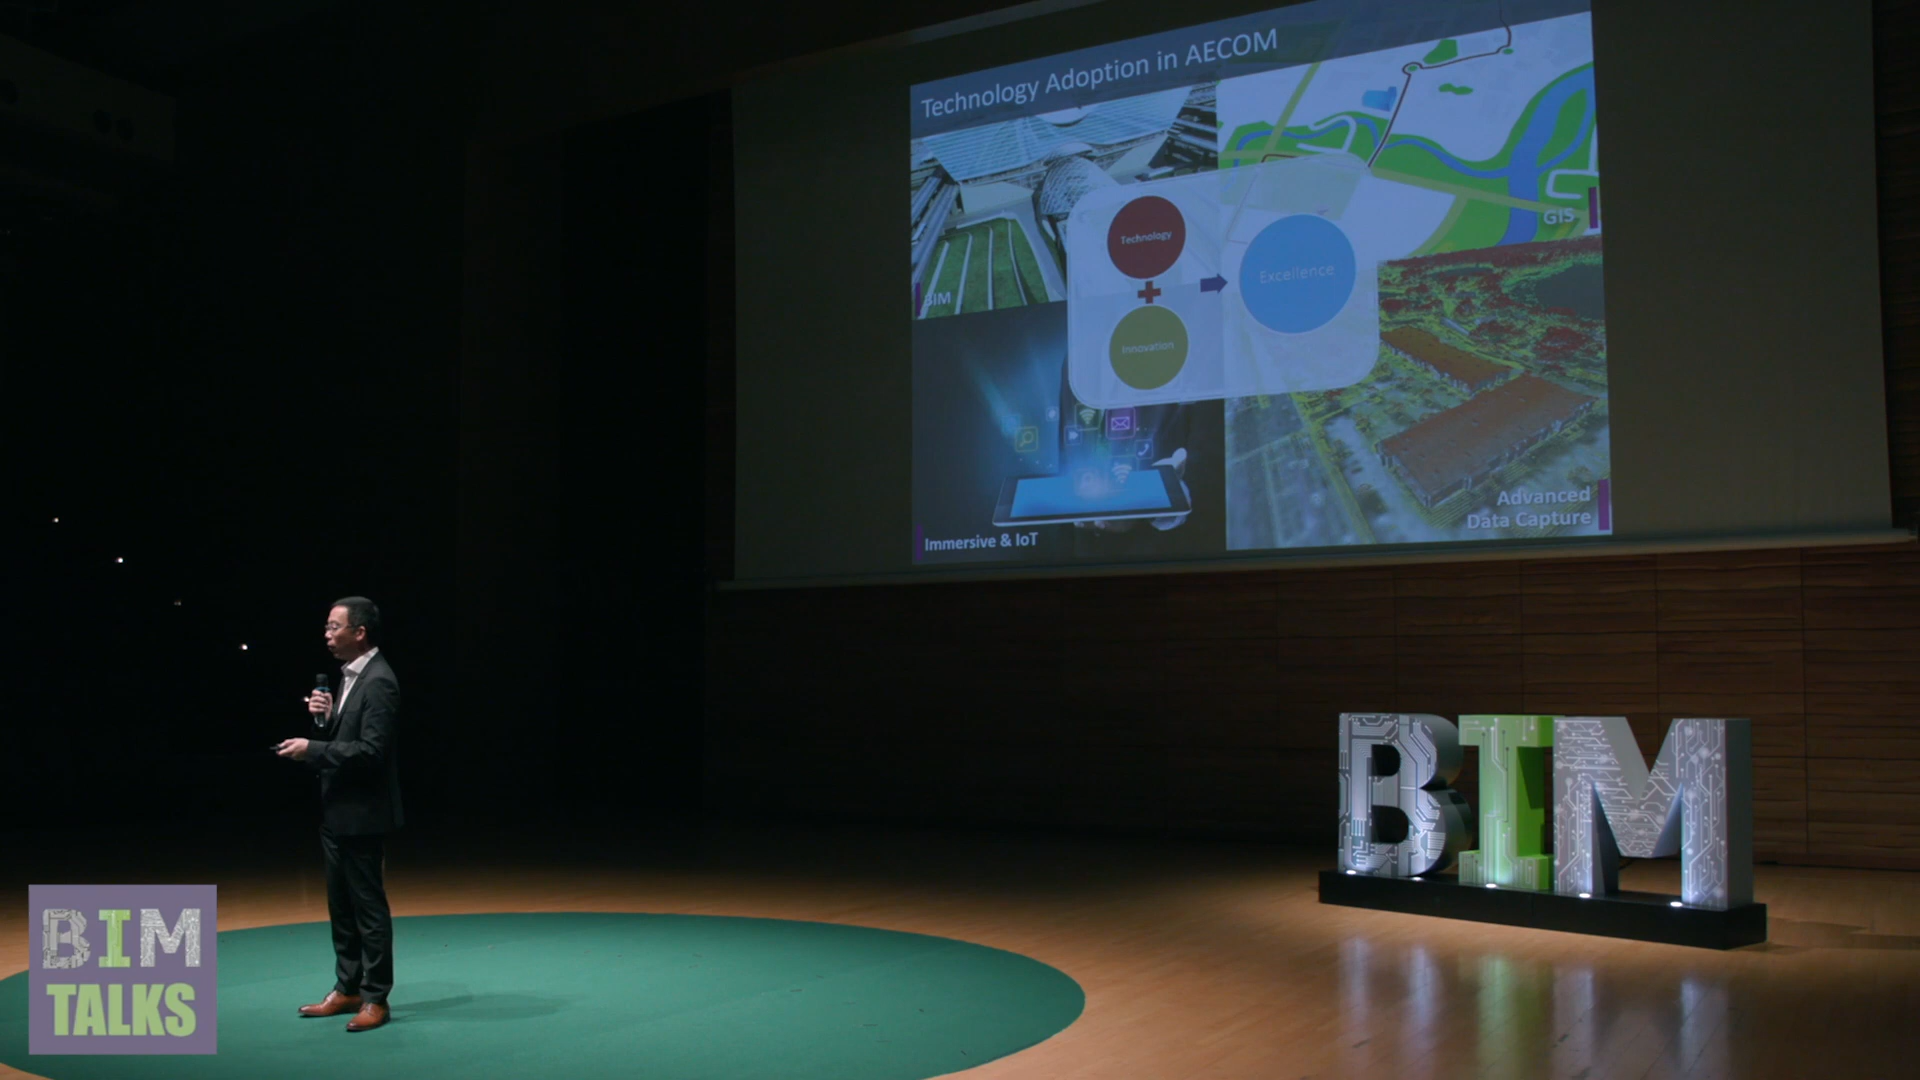 Technology Adoption in AECOM
Technology
Innovation
Excellence
BIM
GIS
Immersive & IoT
Advanced
Data Capture
BIM
BIM
TALKS